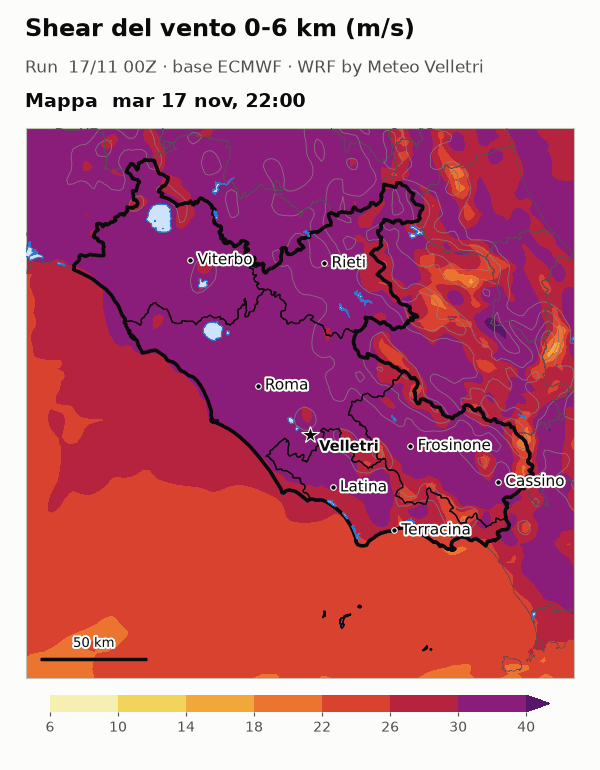 Shear del vento 0-6 km (m/s)
Run  17/11 00Z · base ECMWF · WRF by Meteo Velletri
Mappa  mar 17 nov, 22:00
Viterbo
Rieti
Roma
Velletri
Frosinone
Cassino
Latina
Terracina
50 km
6 10 14 18 22 26 30 40